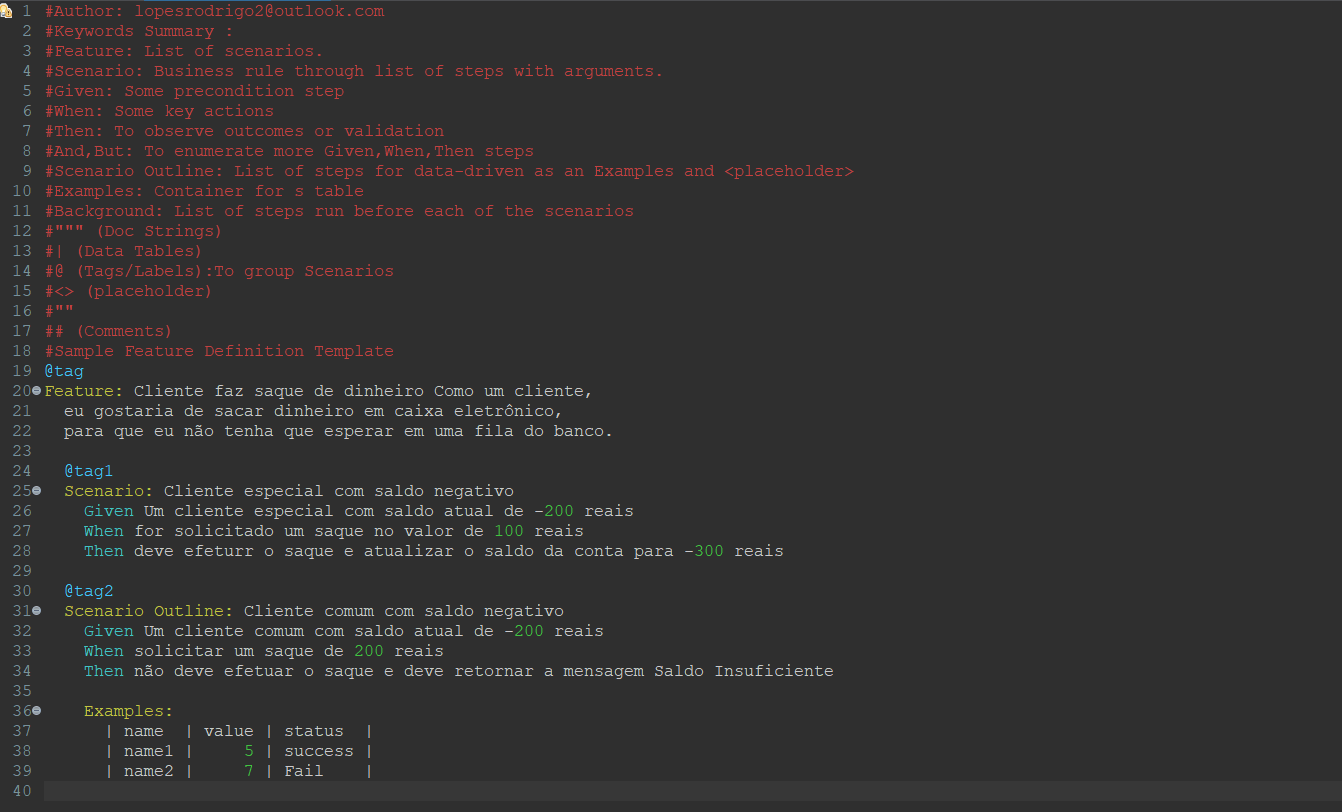 1 #Author: lopesrodrigo2@outlook.com
2 #Keywords Summary :
3 #Feature: List of scenarios.
4 #Scenario: Business rule through list of steps with arguments.
5 #Given: Some precondition step
6 #When: Some key actions
7 #Then: To observe outcomes or validation
8 #And,But: To enumerate more Given,When,Then steps
9 #Scenario Outline: List of steps for data-driven as an Examples and <placeholder>
10 #Examples: Container for s table
11 #Background: List of steps run before each of the scenarios
12 #""" (Doc Strings)
13 #| (Data Tables)
14 #@ (Tags/Labels):To group Scenarios
15 #<> (placeholder)
16 #""
17 ## (Comments)
18 #Sample Feature Definition Template
19 @tag
20 Feature: Cliente faz saque de dinheiro Como um cliente,
21 eu gostaria de sacar dinheiro em caixa eletrônico,
22 para que eu não tenha que esperar em uma fila do banco.
23
24 @tag1
25 Scenario: Cliente especial com saldo negativo
26 Given Um cliente especial com saldo atual de -200 reais
27 When for solicitado um saque no valor de 100 reais
28 Then deve efeturr o saque e atualizar o saldo da conta para -300 reais
29
30 @tag2
31 Scenario Outline: Cliente comum com saldo negativo
32 Given Um cliente comum com saldo atual de -200 reais
33 When solicitar um saque de 200 reais
34 Then não deve efetuar o saque e deve retornar a mensagem Saldo Insuficiente
35
36 Examples:
37 | name | value | status |
38 | name1 | 5 | success |
39 | name2 | 7 | Fail |
40